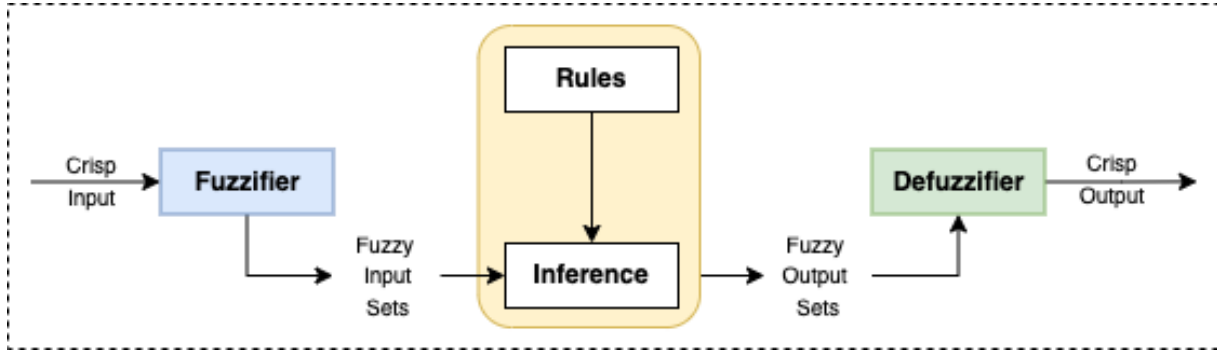 Rules
Crisp
Input
Fuzzifier
Defuzzifier
Crisp
Output
Fuzzy
Input
Sets
Inference
Fuzzy
Output
Sets